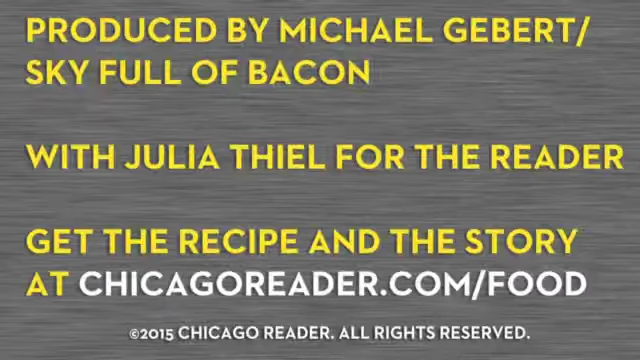 PRODUCED BY MICHAEL GEBERT/
SKY FULL OF BACON
WITH JULIA THIEL FOR THE READER
GET THE RECIPE AND THE STORY
AT CHICAGOREADER.COM/FOOD
©2015 CHICAGO READER. ALL RIGHTS RESERVED.